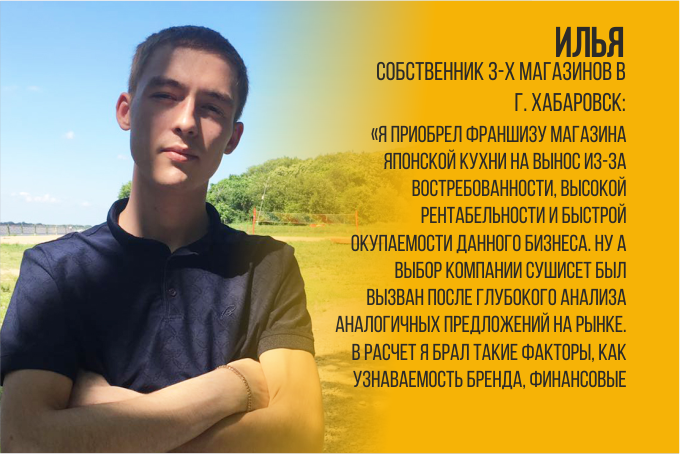 ИЛЬЯ
СОБСТВЕННИК 3-Х МАГАЗИНОВ В
Г. ХАБАРОВСК:
«Я ПРИОБРЕЛ ФРАНШИЗУ МАГАЗИНА
ЯПОНСКОЙ КУХНИ НА ВЫНОС ИЗ-ЗА
ВОСТРЕБОВАННОСТИ, ВЫСОКОЙ
РЕНТАБЕЛЬНОСТИ И БЫСТРОЙ
ОКУПАЕМОСТИ ДАННОГО БИЗНЕСА. НУ А
ВЫБОР КОМПАНИИ СУШИСЕТ БЫЛ
ВЫЗВАН ПОСЛЕ ГЛУБОКОГО АНАЛИЗА
АНАЛОГИЧНЫХ ПРЕДЛОЖЕНИЙ НА РЫНКЕ.
В РАСЧЕТ Я БРАЛ ТАКИЕ ФАКТОРЫ, КАК
УЗНАВАЕМОСТЬ БРЕНДА, ФИНАНСОВЫЕ